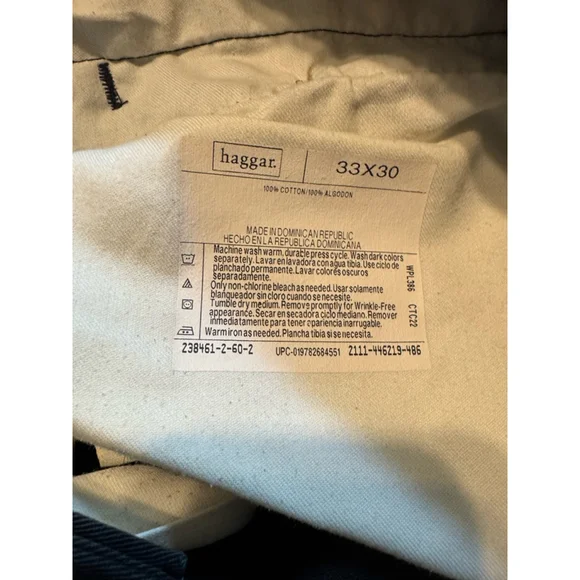 haggar. 33X30
100% COTTON/100% ALGODON
MADE IN DOMINICAN REPUBLIC
HECHO EN LA REPUBLICA DOMINICANA
Machine wash warm, durable press cycle. Wash dark colors
separately. Lavar en lavadora con agua tibia. Use ciclo de
planchado permanente. Lavar colores oscuros
separadamente.
Only non-chlorine bleach as needed. Usar solamente
blanqueador sin cloro cuando se necesite.
Tumble dry medium. Remove promptly for Wrinkle-Free
appearance. Secar en secadora ciclo mediano. Remover
inmediatamente para tener apariencia inarrugable.
Warm iron as needed. Plancha tibia si se necesita.
WPL386 CTC22
238461-2-60-2 UPC-019782684551 2111-446219-486